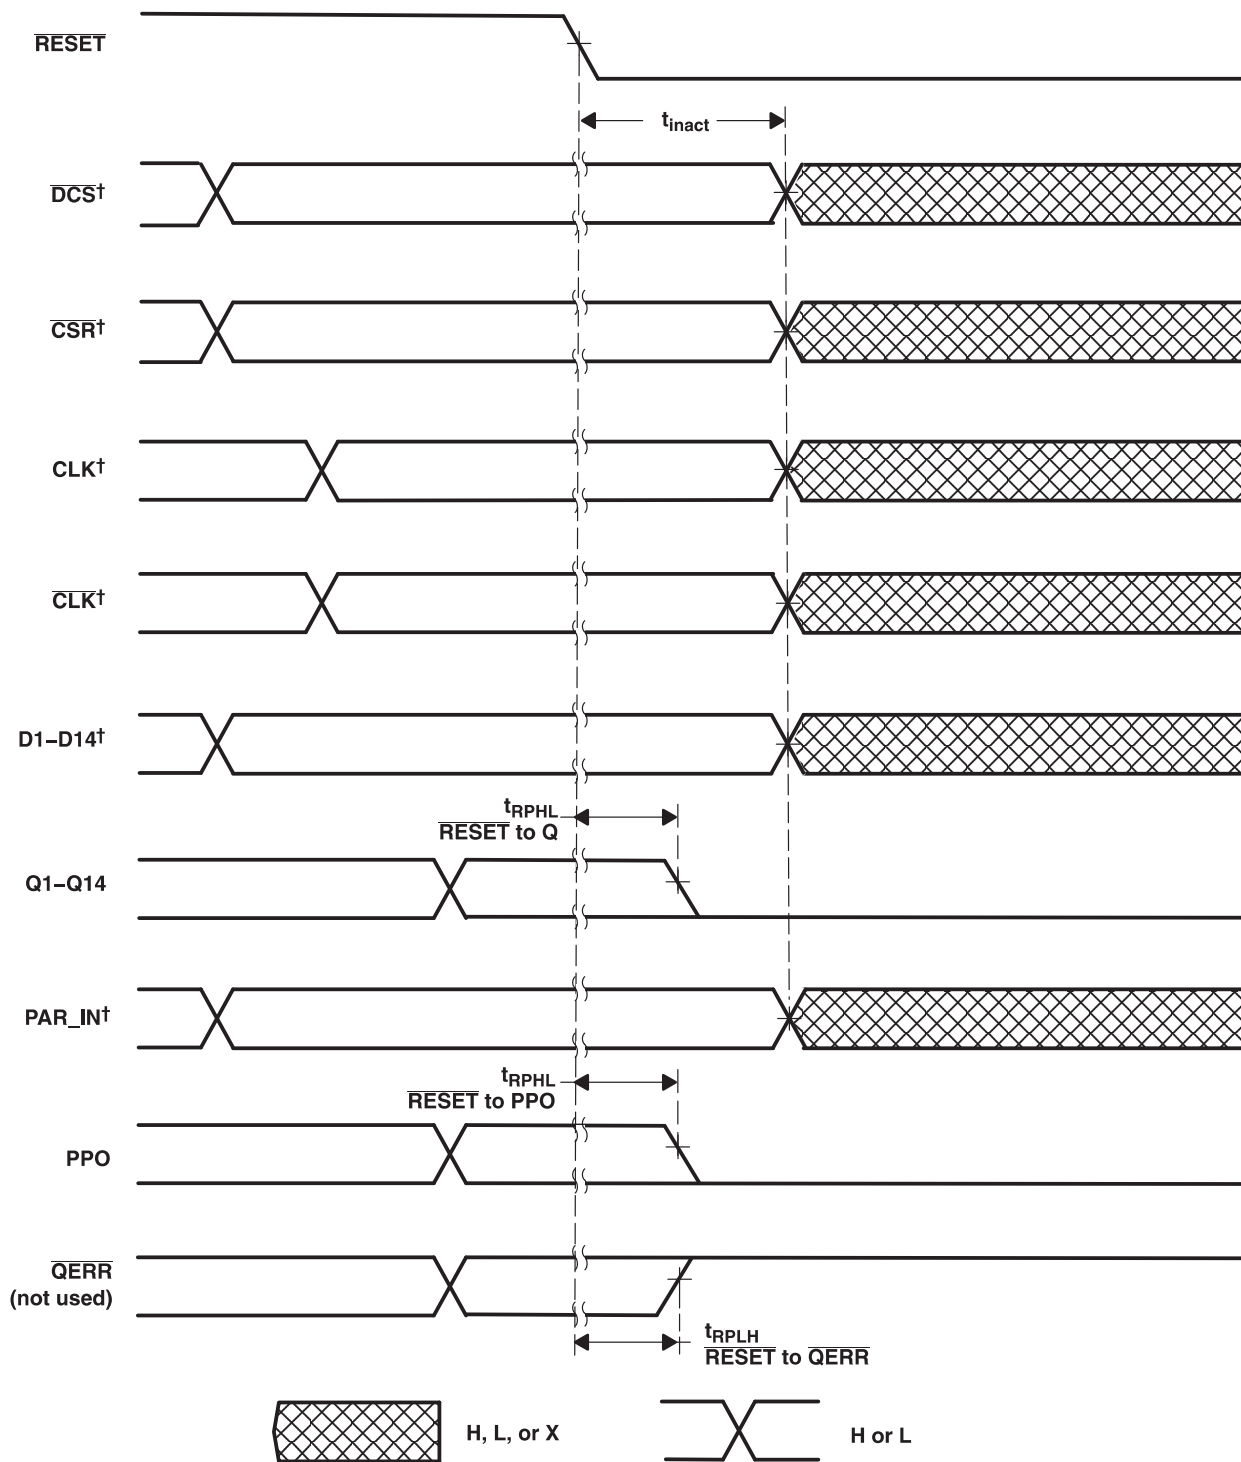 RESET
tinact
DCS†
CSR†
CLK†
CLK†
D1–D14†
tRPHL
RESET to Q
Q1–Q14
PAR_IN†
tRPHL
RESET to PPO
PPO
QERR
(not used)
tRPLH
RESET to QERR
H, L, or X
H or L